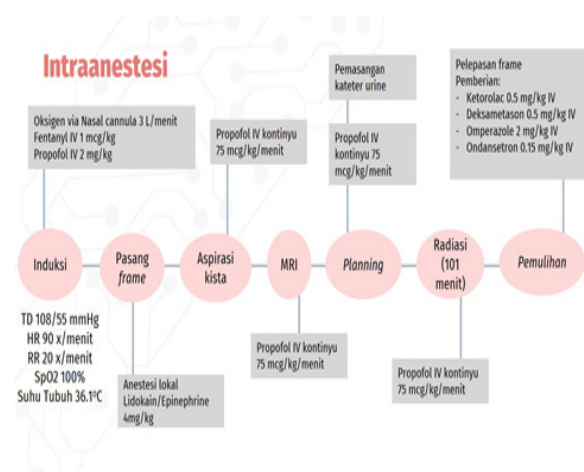 Intraanestesi
Oksigen via Nasal cannula 3 L/menit
Fentanyl IV 1 mcg/kg
Propofol IV 2 mg/kg
Propofol IV kontinyu
75 mcg/kg/menit
Pemasangan
kateter urine
Propofol IV
kontinyu 75
mcg/kg/menit
Pelepasan frame
Pemberian:
- Ketorolac 0.5 mg/kg IV
- Deksametason 0.5 mg/kg IV
- Omperazole 2 mg/kg IV
- Ondansetron 0.15 mg/kg IV
Induksi
Pasang
frame
Aspirasi
kista
MRI
Planning
Radiasi
(101
menit)
Pemulihan
TD 108/55 mmHg
HR 90 x/menit
RR 20 x/menit
SpO2 100%
Suhu Tubuh 36.1°C
Anestesi lokal
Lidokain/Epinephrine
4mg/kg
Propofol IV kontinyu
75 mcg/kg/menit
Propofol IV kontinyu
75 mcg/kg/menit